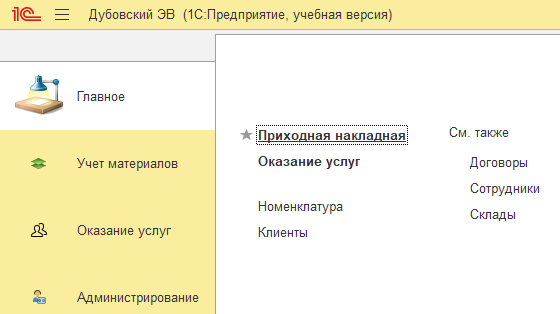 1С Дубовский ЭВ (1С:Предприятие, учебная версия)
Главное
Учет материалов
Оказание услуг
Администрирование
Приходная накладная
Оказание услуг
Номенклатура
Клиенты
См. также
Договоры
Сотрудники
Склады